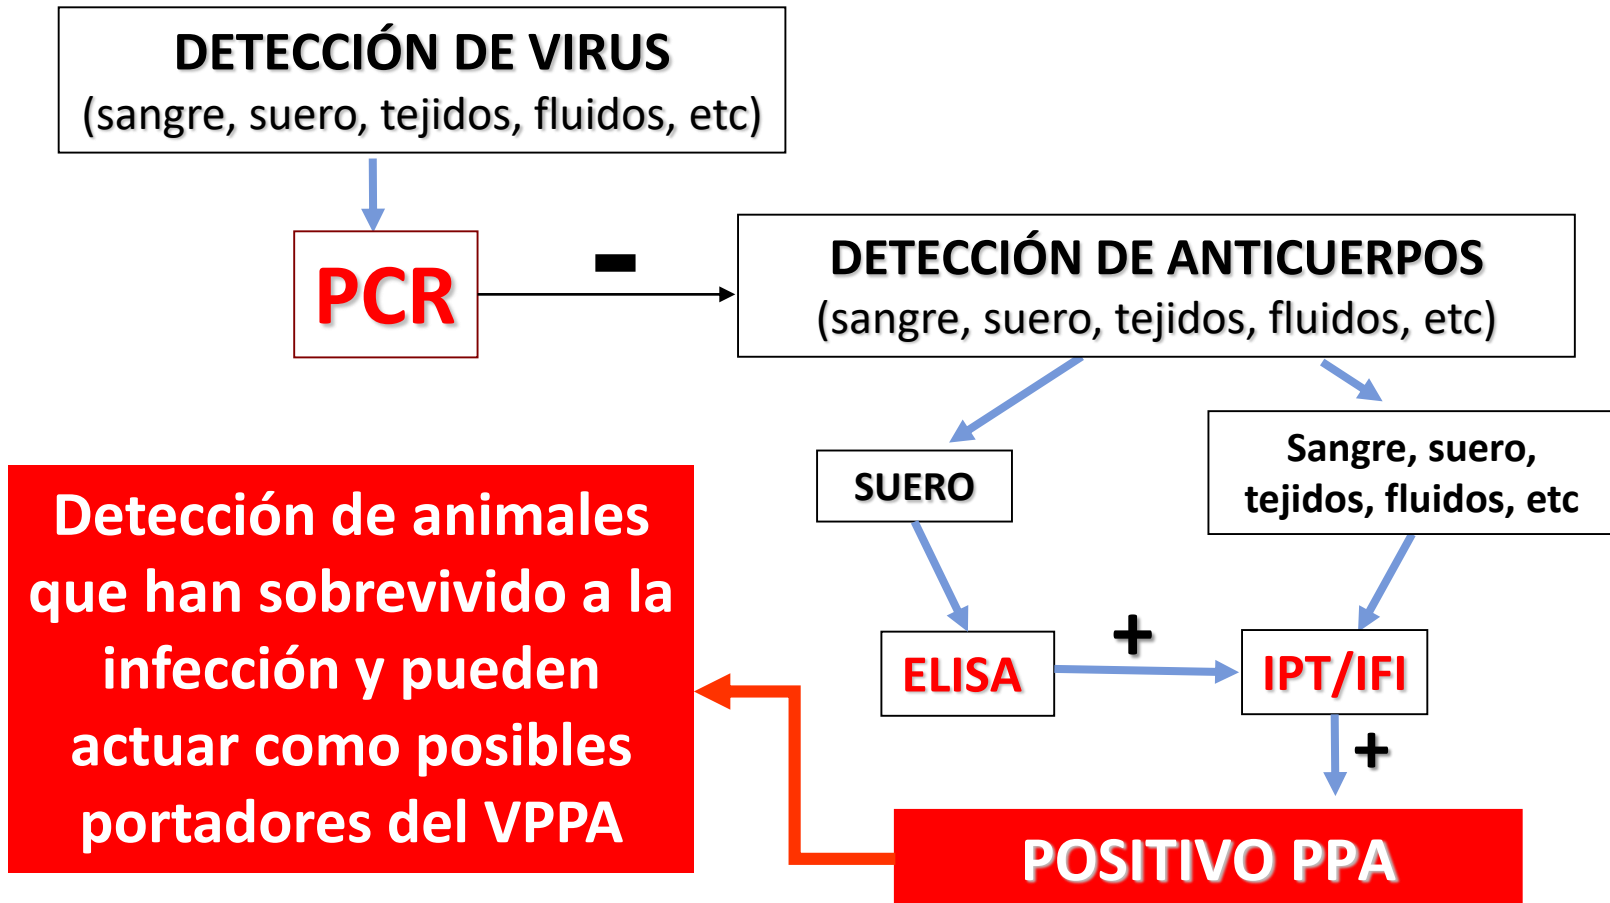 DETECCIÓN DE VIRUS
(sangre, suero, tejidos, fluidos, etc)
PCR
-
DETECCIÓN DE ANTICUERPOS
(sangre, suero, tejidos, fluidos, etc)
SUERO
Sangre, suero,
tejidos, fluidos, etc
ELISA
+
IPT/IFI
+
POSITIVO PPA
Detección de animales
que han sobrevivido a la
infección y pueden
actuar como posibles
portadores del VPPA